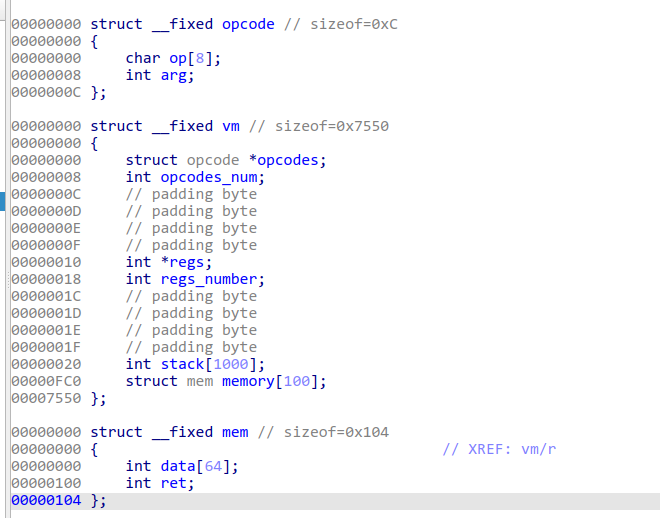 00000000 struct __fixed opcode // sizeof=0xC
00000000 {
00000000     char op[8];
00000008     int arg;
0000000C };
00000000 struct __fixed vm // sizeof=0x7550
00000000 {
00000000     struct opcode *opcodes;
00000008     int opcodes_num;
0000000C     // padding byte
0000000D     // padding byte
0000000E     // padding byte
0000000F     // padding byte
00000010     int *regs;
00000018     int regs_number;
0000001C     // padding byte
0000001D     // padding byte
0000001E     // padding byte
0000001F     // padding byte
00000020     int stack[1000];
00000FC0     struct mem memory[100];
00007550 };
00000000 struct __fixed mem // sizeof=0x104
00000000 {                                       // XREF: vm/r
00000000     int data[64];
00000100     int ret;
00000104 };